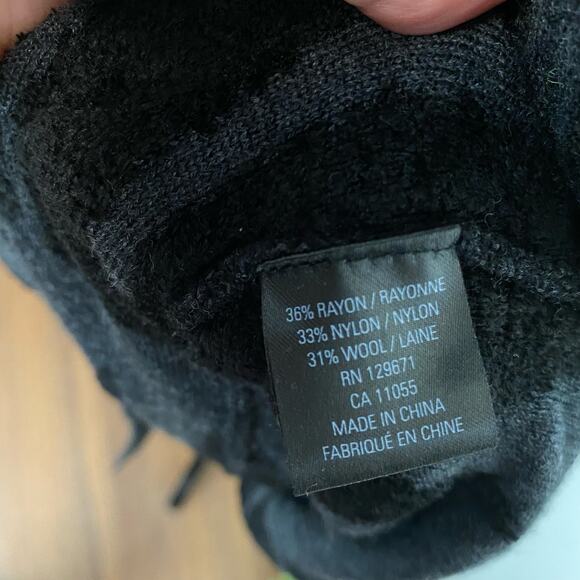 36% RAYON / RAYONNE
33% NYLON / NYLON
31% WOOL / LAINE
RN 129671
CA 11055
MADE IN CHINA
FABRIQUÉ EN CHINE